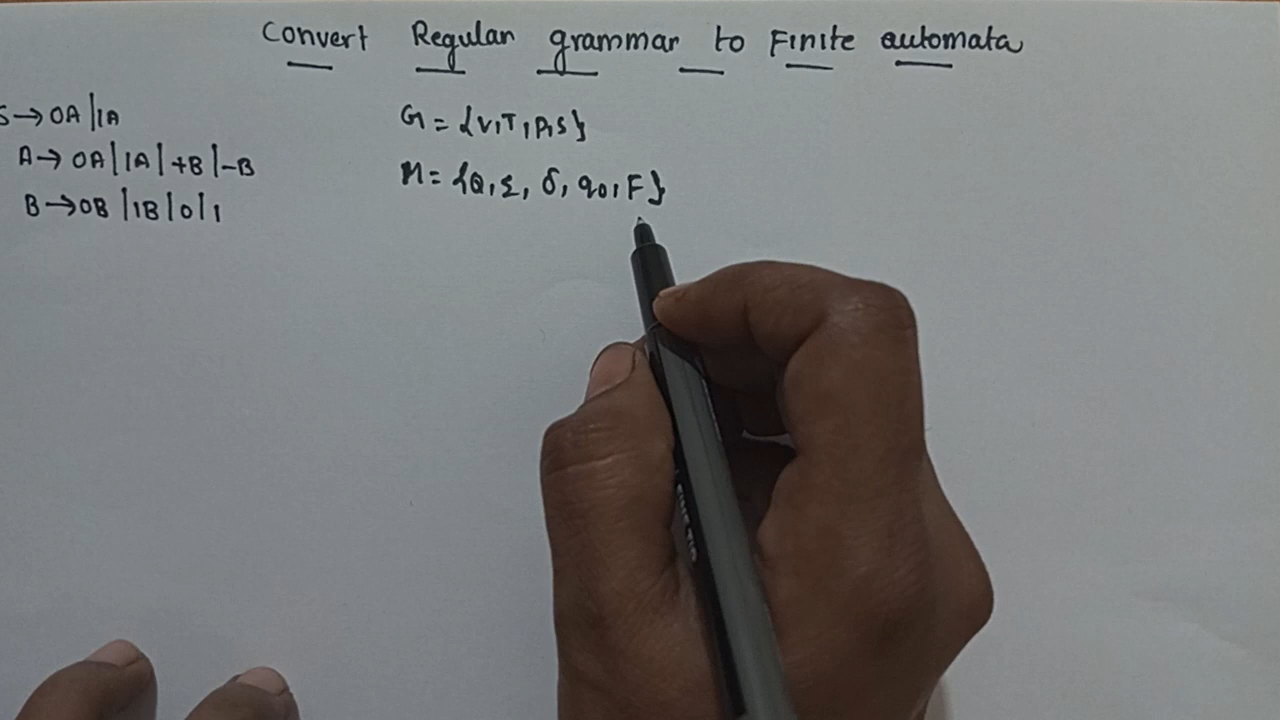 Convert Regular grammar to Finite automata
S→0A|1A
A→0A|1A|+B|-B
B→0B|1B|0|1
G={V,T,P,S}
M={Q,Σ,δ,q0,F}